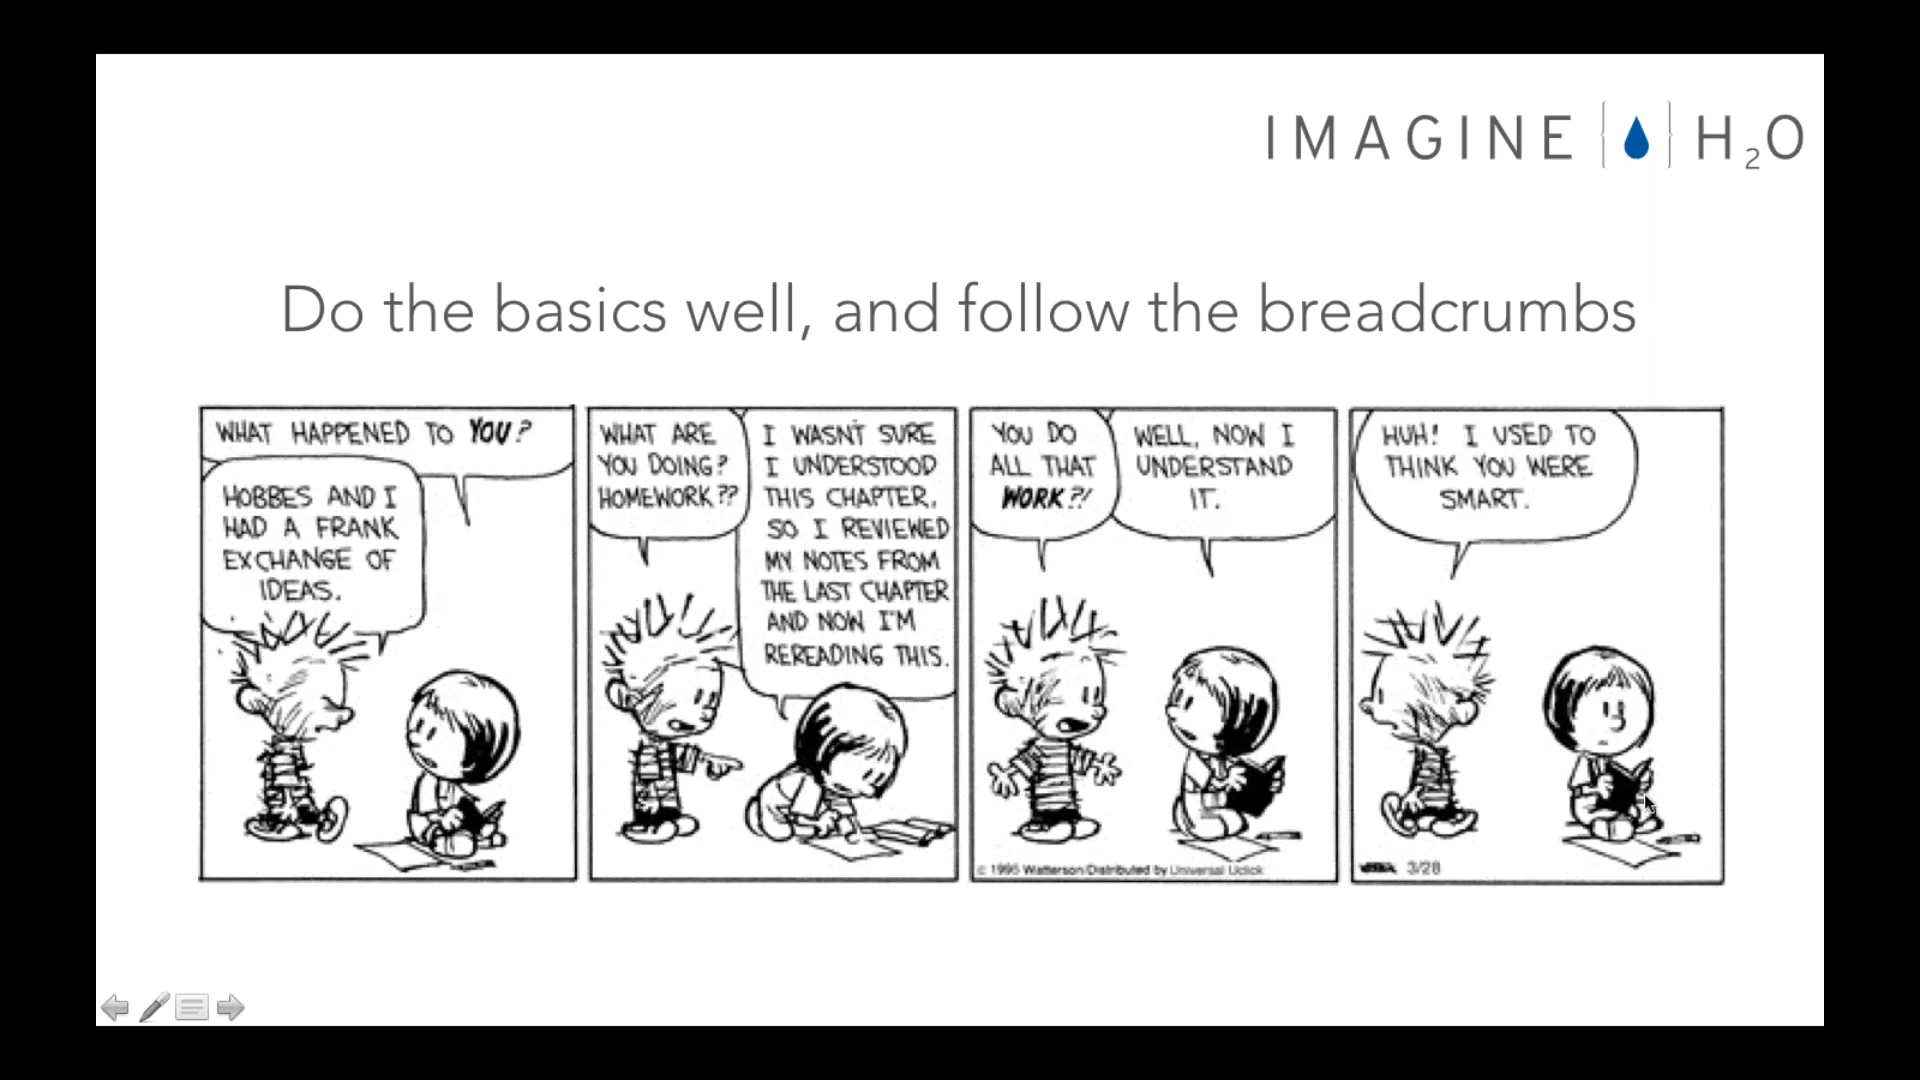 IMAGINE H2O
Do the basics well, and follow the breadcrumbs
WHAT HAPPENED TO YOU?
HOBBES AND I
HAD A FRANK
EXCHANGE OF
IDEAS.
WHAT ARE
YOU DOING?
HOMEWORK??
I WASN'T SURE
I UNDERSTOOD
THIS CHAPTER,
SO I REVIEWED
MY NOTES FROM
THE LAST CHAPTER
AND NOW I'M
REREADING THIS.
YOU DO
ALL THAT
WORK?!
WELL, NOW I
UNDERSTAND
IT.
© 1995 Watterson/Distributed by Universal Uclick
HUH! I USED TO
THINK YOU WERE
SMART.
3/28